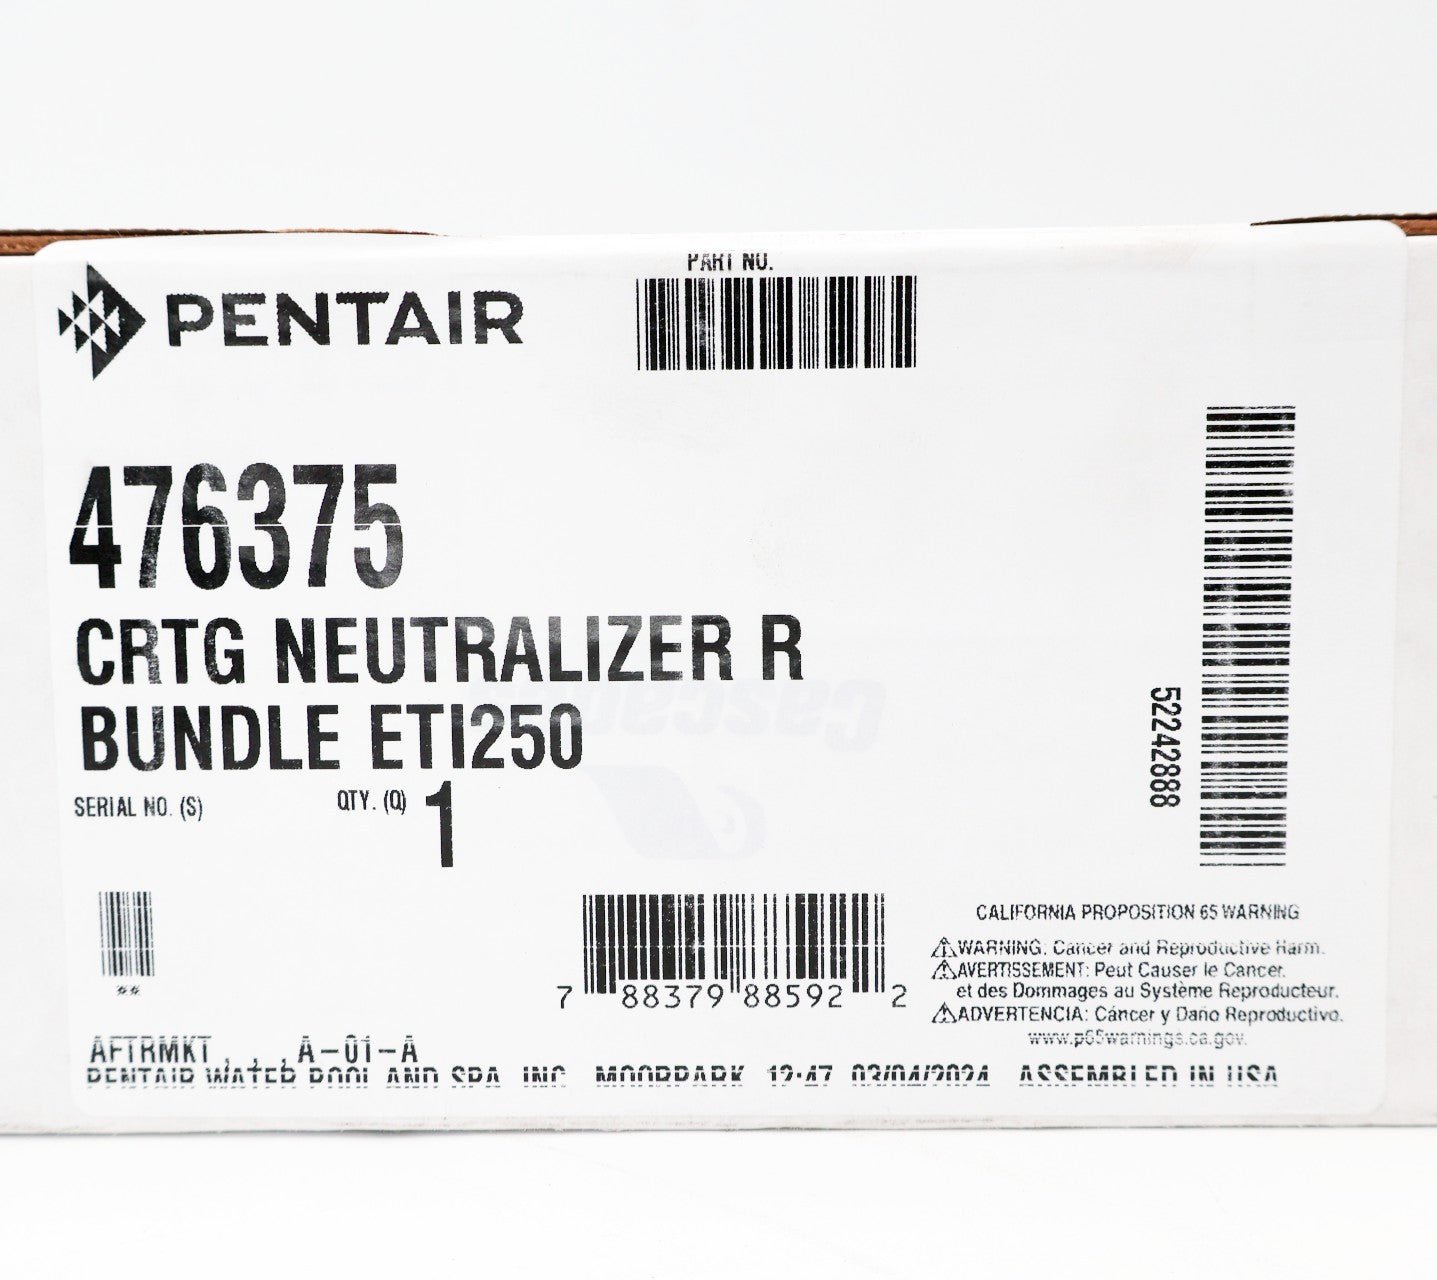 PART NO.
PENTAIR
476375
CRTG NEUTRALIZER R
BUNDLE ETI250
SERIAL NO. (S)
QTY. (Q) 1
52242888
**
7 88379 88592 2
CALIFORNIA PROPOSITION 65 WARNING
WARNING: Cancer and Reproductive Harm.
AVERTISSEMENT: Peut Causer le Cancer.
et des Dommages au Système Reproducteur.
ADVERTENCIA: Cáncer y Daño Reproductivo.
www.p65warnings.ca.gov.
AFTRMKT , , , A-01-A
PENTAIR WATER POOL AND SPA, INC. MOORPARK 12:47 03/04/2024 ASSEMBLED IN USA